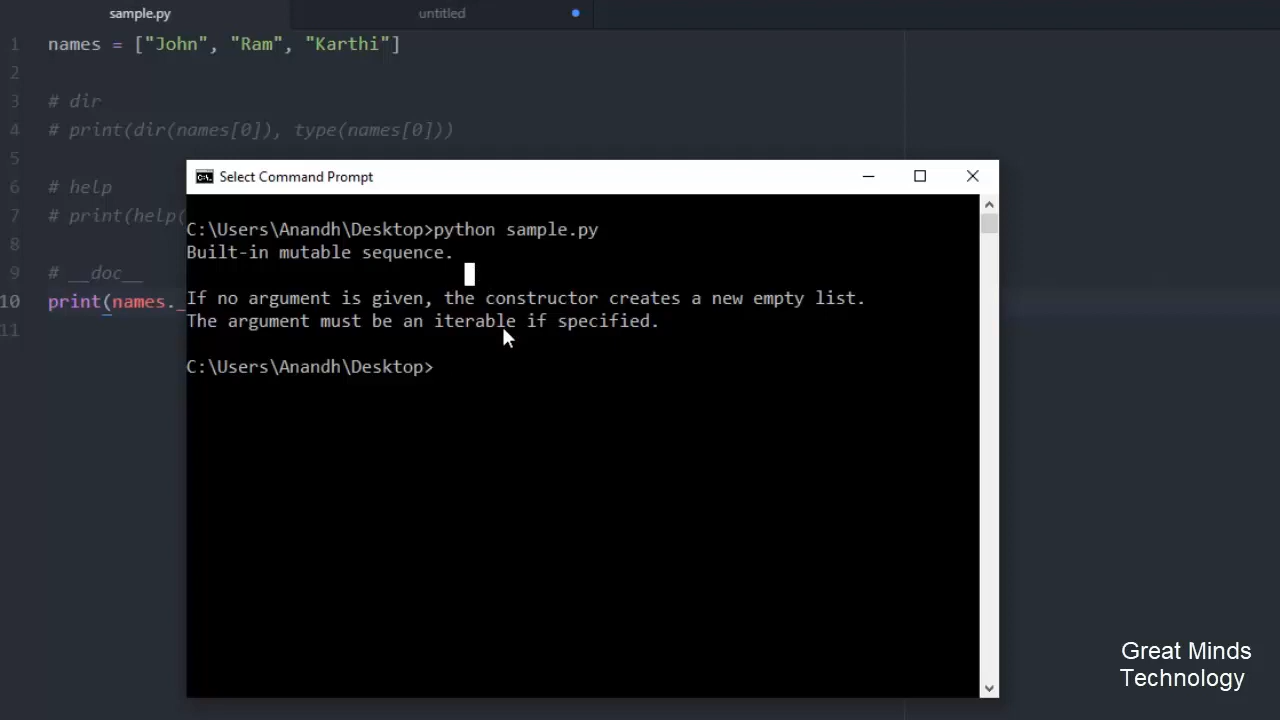 sample.py
untitled
1 names = ["John", "Ram", "Karthi"]
2
3 # dir
4 # print(dir(names[0]), type(names[0]))
5
6 # help
7 # print(help(
8
9 # __doc__
10 print(names._
11
Select Command Prompt
C:\Users\Anandh\Desktop>python sample.py
Built-in mutable sequence.
If no argument is given, the constructor creates a new empty list.
The argument must be an iterable if specified.
C:\Users\Anandh\Desktop>
Great Minds
Technology